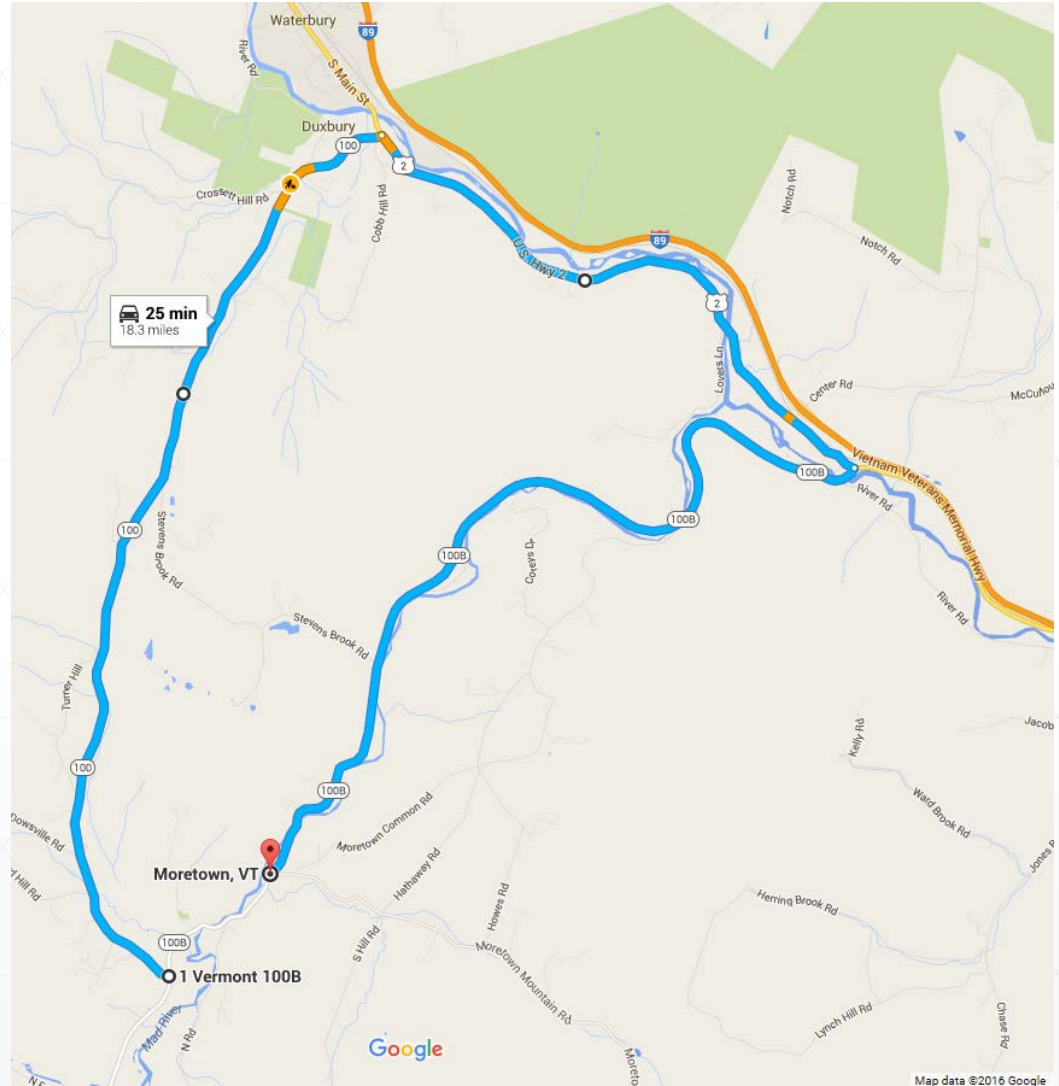 Waterbury
89
River Rd
S Main St
Duxbury
100
2
Crossett Hill Rd
Cobb Hill Rd
Notch Rd
Notch Rd
U.S. Hwy 2
89
2
25 min
18.3 miles
Lovers Ln
Center Rd
100B
Vietnam Veterans Memorial Hwy
River Rd
100
Stevens Brook Rd
100B
100B
Coreys Dr
River Rd
Stevens Brook Rd
Turner Hill
100
100B
Kelly Rd
Jacob
Ward Brook Rd
Dowsville Rd
Moretown Common Rd
Moretown, VT
Hathaway Rd
d Hill Rd
Howes Rd
Herring Brook Rd
100B
S Hill Rd
Moretown Mountain Rd
1 Vermont 100B
Mad River
N Rd
Lynch Hill Rd
Chase Rd
Google
Moreto
Map data ©2016 Google